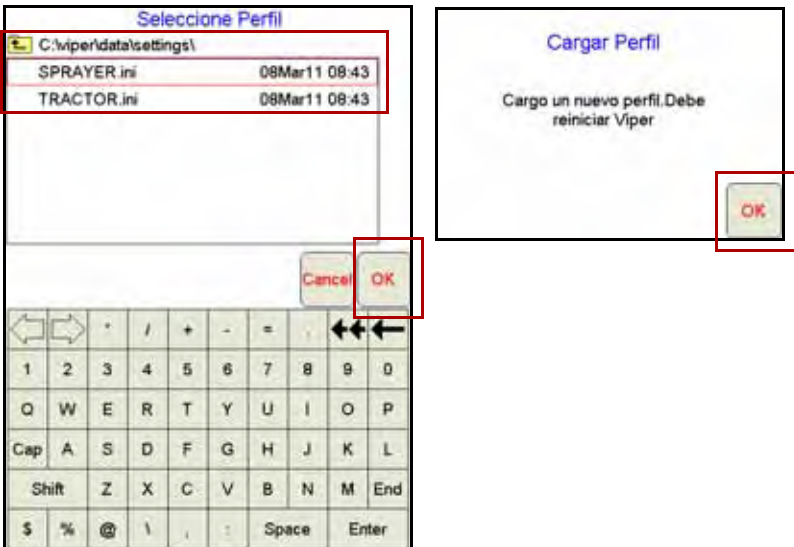 Seleccione Perfil
C:\viper\data\settings\
SPRAYER.ini 08Mar11 08:43
TRACTOR.ini 08Mar11 08:43
Cancel OK
* / + - = .
1 2 3 4 5 6 7 8 9 0
Q W E R T Y U I O P
Cap A S D F G H J K L
Shift Z X C V B N M End
$ % @ \ , : Space Enter
Cargar Perfil
Cargo un nuevo perfil.Debe
reiniciar Viper
OK